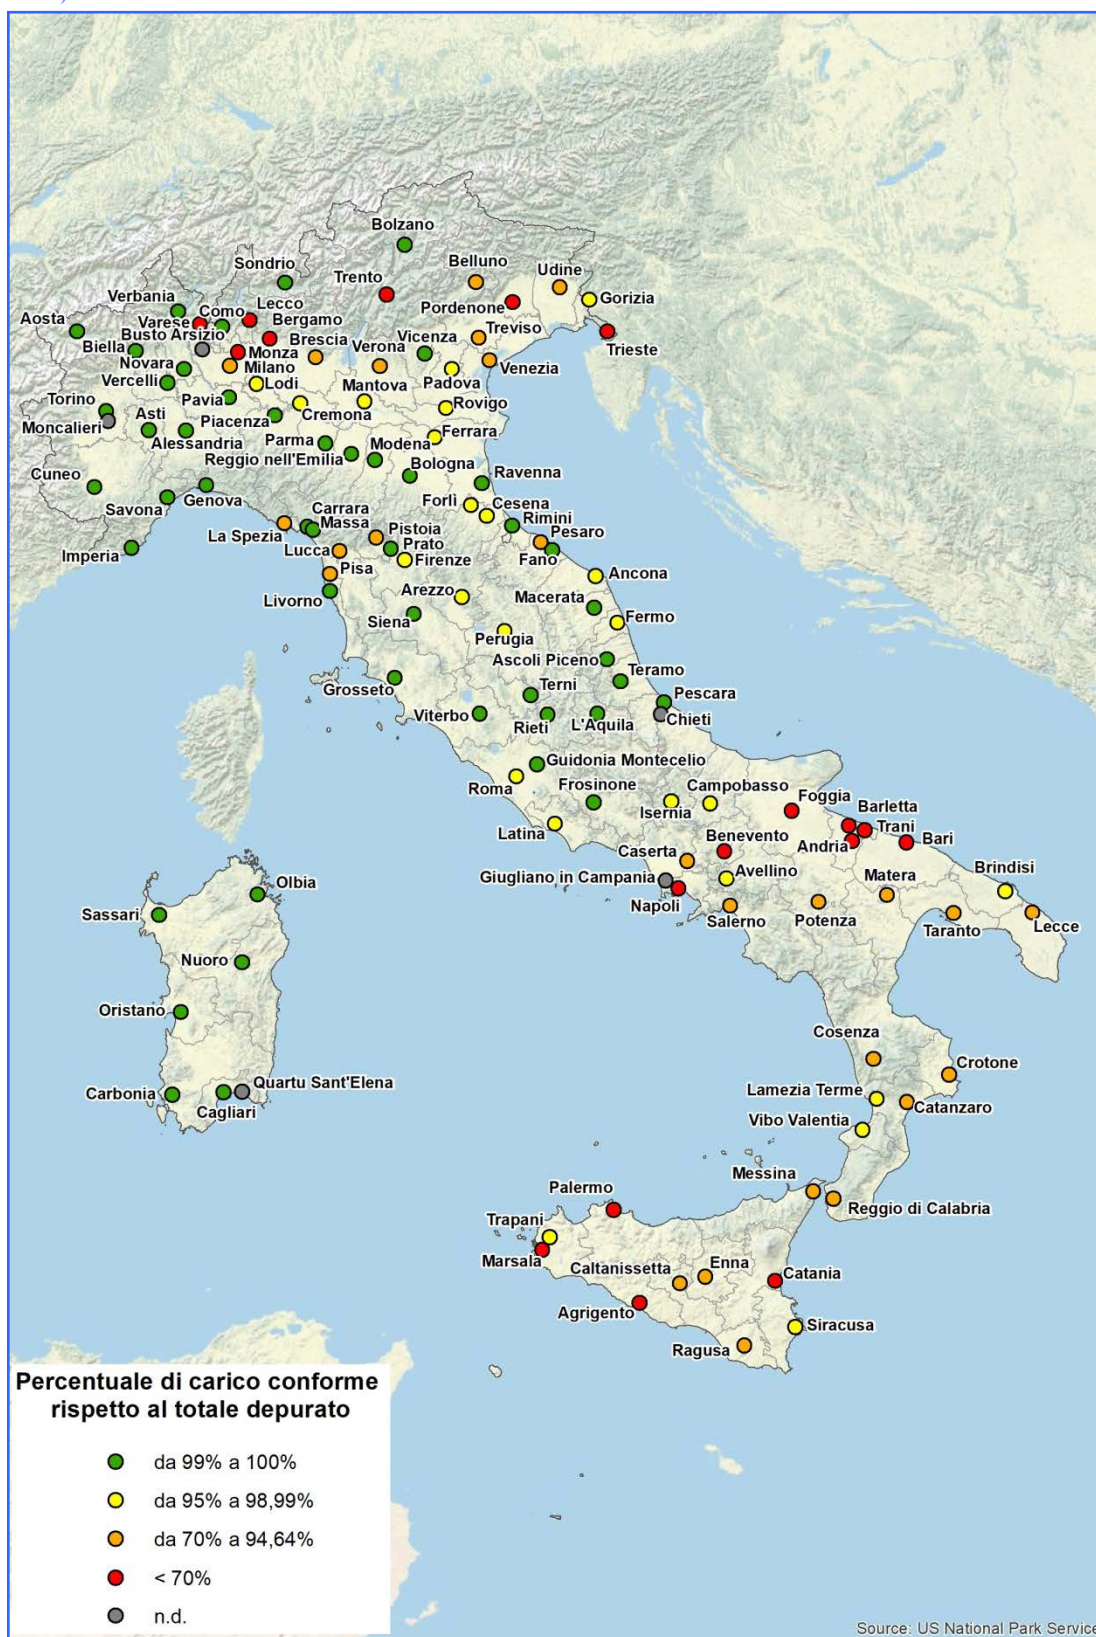 Bolzano
Sondrio
Trento
Belluno
Udine
Gorizia
Pordenone
Verbania
Como
Lecco
Aosta
Varese
Bergamo
Busto Arsizio
Brescia
Verona
Vicenza
Treviso
Trieste
Biella
Monza
Venezia
Novara
Milano
Vercelli
Lodi
Mantova
Padova
Torino
Pavia
Rovigo
Moncalieri
Asti
Piacenza
Cremona
Alessandria
Parma
Modena
Ferrara
Reggio nell'Emilia
Bologna
Cuneo
Ravenna
Savona
Genova
Forlì
Cesena
Carrara
Rimini
Massa
La Spezia
Pistoia
Pesaro
Lucca
Prato
Imperia
Fano
Firenze
Pisa
Ancona
Arezzo
Livorno
Macerata
Siena
Fermo
Perugia
Ascoli Piceno
Teramo
Grosseto
Terni
Pescara
Viterbo
Rieti
L'Aquila
Chieti
Guidonia Montecelio
Roma
Frosinone
Campobasso
Foggia
Isernia
Barletta
Latina
Trani
Benevento
Andria
Bari
Caserta
Giugliano in Campania
Avellino
Matera
Brindisi
Olbia
Napoli
Sassari
Salerno
Potenza
Taranto
Lecce
Nuoro
Oristano
Cosenza
Crotone
Quartu Sant'Elena
Carbonia
Lamezia Terme
Catanzaro
Cagliari
Vibo Valentia
Messina
Palermo
Reggio di Calabria
Trapani
Marsala
Enna
Caltanissetta
Catania
Agrigento
Siracusa
Ragusa
Percentuale di carico conforme
rispetto al totale depurato
da 99% a 100%
da 95% a 98,99%
da 70% a 94,64%
< 70%
n.d.
Source: US National Park Service